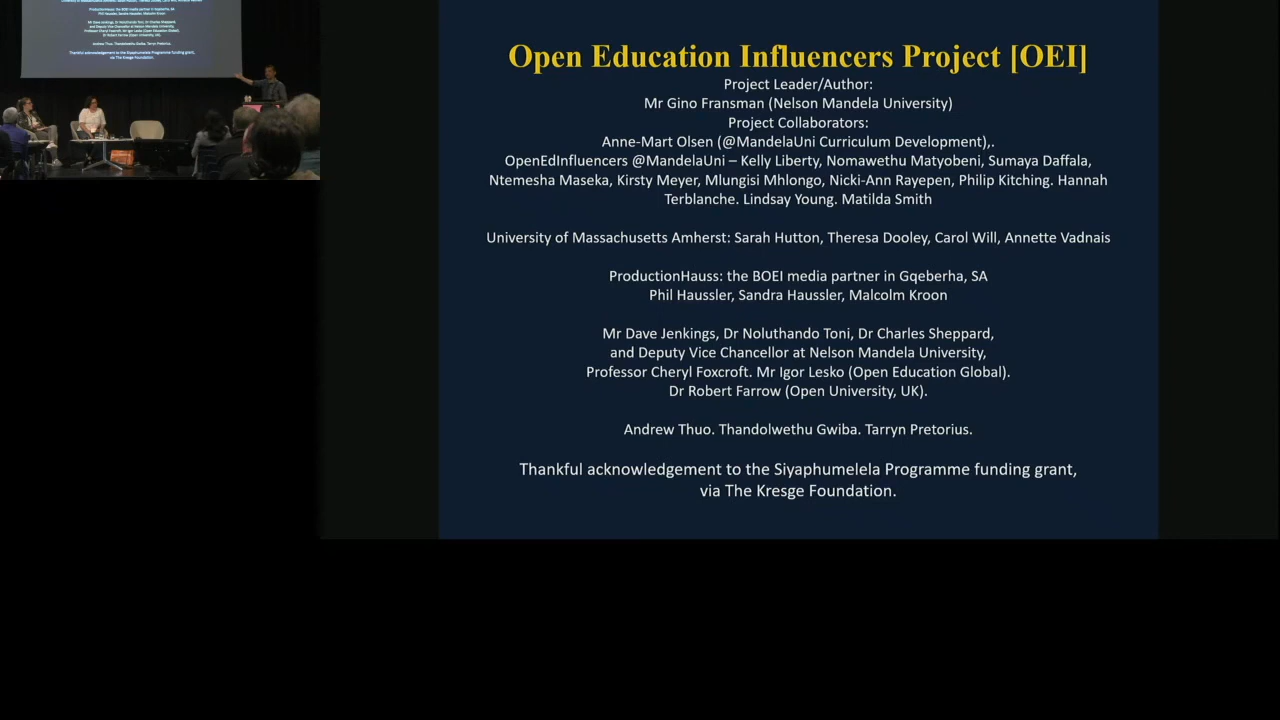 Open Education Influencers Project [OEI]
Project Leader/Author:
Mr Gino Fransman (Nelson Mandela University)
Project Collaborators:
Anne-Mart Olsen (@MandelaUni Curriculum Development),.
OpenEdInfluencers @MandelaUni – Kelly Liberty, Nomawethu Matyobeni, Sumaya Daffala,
Ntemesha Maseka, Kirsty Meyer, Mlungisi Mhlongo, Nicki-Ann Rayepen, Philip Kitching. Hannah
Terblanche. Lindsay Young. Matilda Smith
University of Massachusetts Amherst: Sarah Hutton, Theresa Dooley, Carol Will, Annette Vadnais
ProductionHauss: the BOEI media partner in Gqeberha, SA
Phil Haussler, Sandra Haussler, Malcolm Kroon
Mr Dave Jenkings, Dr Noluthando Toni, Dr Charles Sheppard,
and Deputy Vice Chancellor at Nelson Mandela University,
Professor Cheryl Foxcroft. Mr Igor Lesko (Open Education Global).
Dr Robert Farrow (Open University, UK).
Andrew Thuo. Thandolwethu Gwiba. Tarryn Pretorius.
Thankful acknowledgement to the Siyaphumelela Programme funding grant,
via The Kresge Foundation.